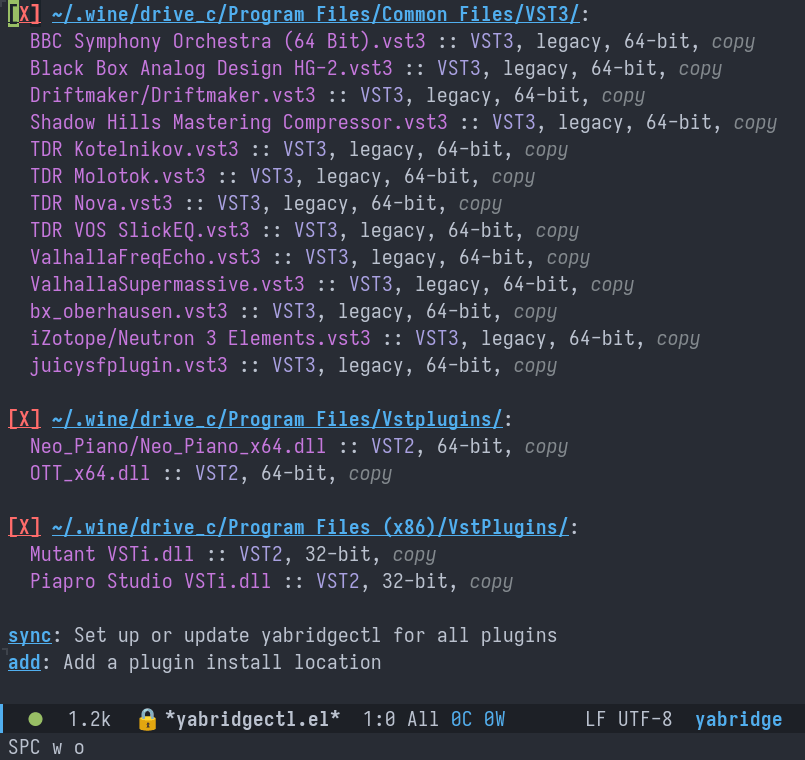 [X] ~/.wine/drive_c/Program Files/Common Files/VST3/:
BBC Symphony Orchestra (64 Bit).vst3 :: VST3, legacy, 64-bit, copy
Black Box Analog Design HG-2.vst3 :: VST3, legacy, 64-bit, copy
Driftmaker/Driftmaker.vst3 :: VST3, legacy, 64-bit, copy
Shadow Hills Mastering Compressor.vst3 :: VST3, legacy, 64-bit, copy
TDR Kotelnikov.vst3 :: VST3, legacy, 64-bit, copy
TDR Molotok.vst3 :: VST3, legacy, 64-bit, copy
TDR Nova.vst3 :: VST3, legacy, 64-bit, copy
TDR VOS SlickEQ.vst3 :: VST3, legacy, 64-bit, copy
ValhallaFreqEcho.vst3 :: VST3, legacy, 64-bit, copy
ValhallaSupermassive.vst3 :: VST3, legacy, 64-bit, copy
bx_oberhausen.vst3 :: VST3, legacy, 64-bit, copy
iZotope/Neutron 3 Elements.vst3 :: VST3, legacy, 64-bit, copy
juicysfplugin.vst3 :: VST3, legacy, 64-bit, copy
[X] ~/.wine/drive_c/Program Files/Vstplugins/:
Neo_Piano/Neo_Piano_x64.dll :: VST2, 64-bit, copy
OTT_x64.dll :: VST2, 64-bit, copy
[X] ~/.wine/drive_c/Program Files (x86)/VstPlugins/:
Mutant VSTi.dll :: VST2, 32-bit, copy
Piapro Studio VSTi.dll :: VST2, 32-bit, copy
sync: Set up or update yabridgectl for all plugins
add: Add a plugin install location
1.2k *yabridgectl.el* 1:0 All 0C 0W LF UTF-8 yabridge
SPC w o